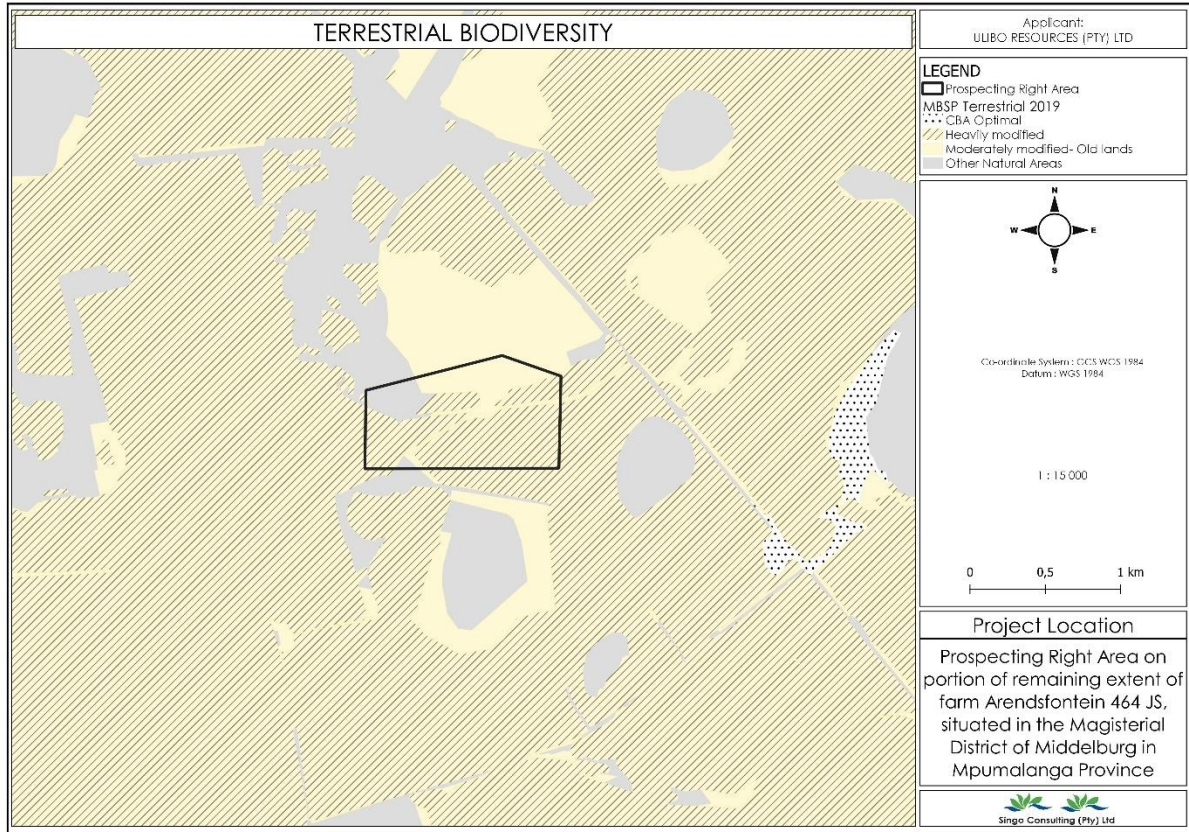 TERRESTRIAL BIODIVERSITY
Applicant:
ULIBO RESOURCES (PTY) LTD
LEGEND
Prospecting Right Area
MBSP Terrestrial 2019
CBA Optimal
Heavily modified
Moderately modified- Old lands
Other Natural Areas
N
W E
S
Co-ordinate System : GCS WGS 1984
Datum : WGS 1984
1 : 15 000
0 0,5 1 km
Project Location
Prospecting Right Area on
portion of remaining extent of
farm Arendsfontein 464 JS,
situated in the Magisterial
District of Middelburg in
Mpumalanga Province
Singo Consulting (Pty) Ltd